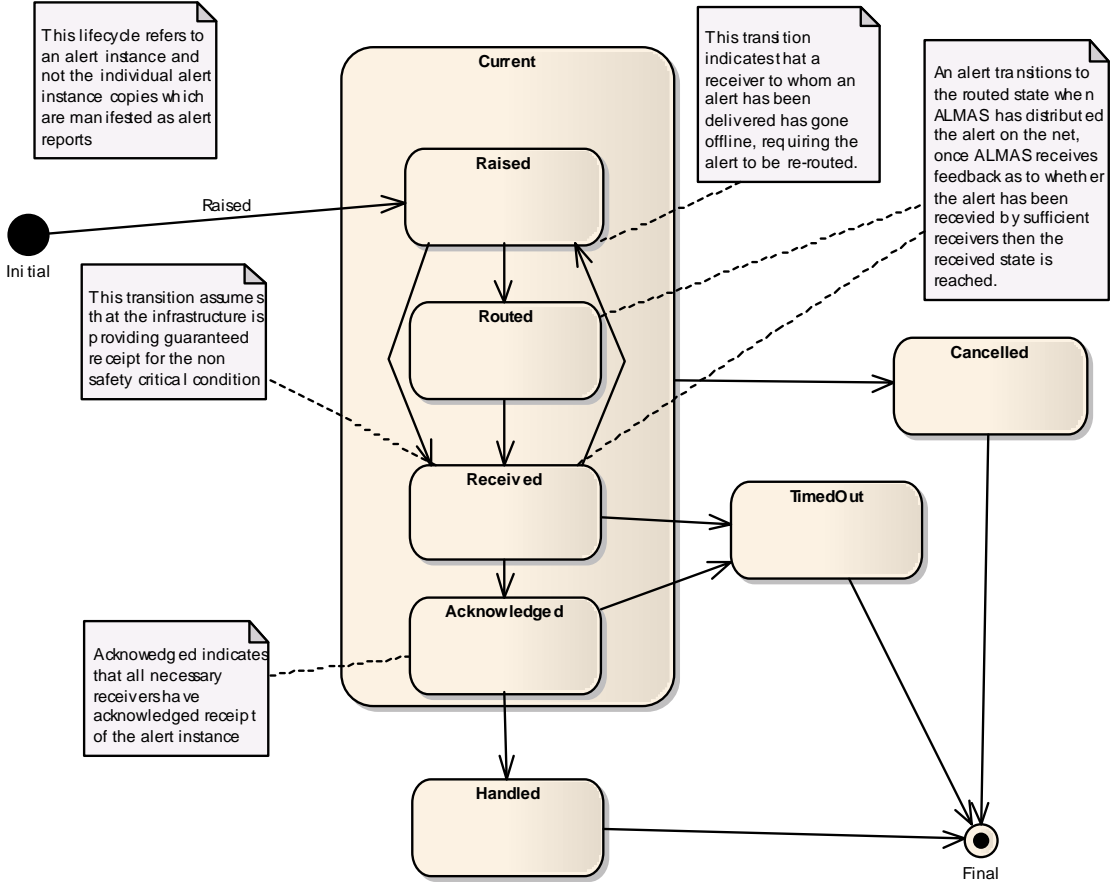 This lifecycle refers to
an alert instance and
not the individual alert
instance copies which
are manifested as alert
reports
Current
This transition
indicates that a
receiver to whom an
alert has been
delivered has gone
offline, requiring the
alert to be re-routed.
An alert transitions to
the routed state when
ALMAS has distributed
the alert on the net,
once ALMAS receives
feedback as to whether
the alert has been
recevied by sufficient
receivers then the
received state is
reached.
Raised
Raised
Initial
This transition assumes
that the infrastructure is
providing guaranteed
receipt for the non
safety critical condition
Routed
Cancelled
Received
TimedOut
Acknowledged
Acknowedged indicates
that all necessary
receivers have
acknowledged receipt
of the alert instance
Handled
Final